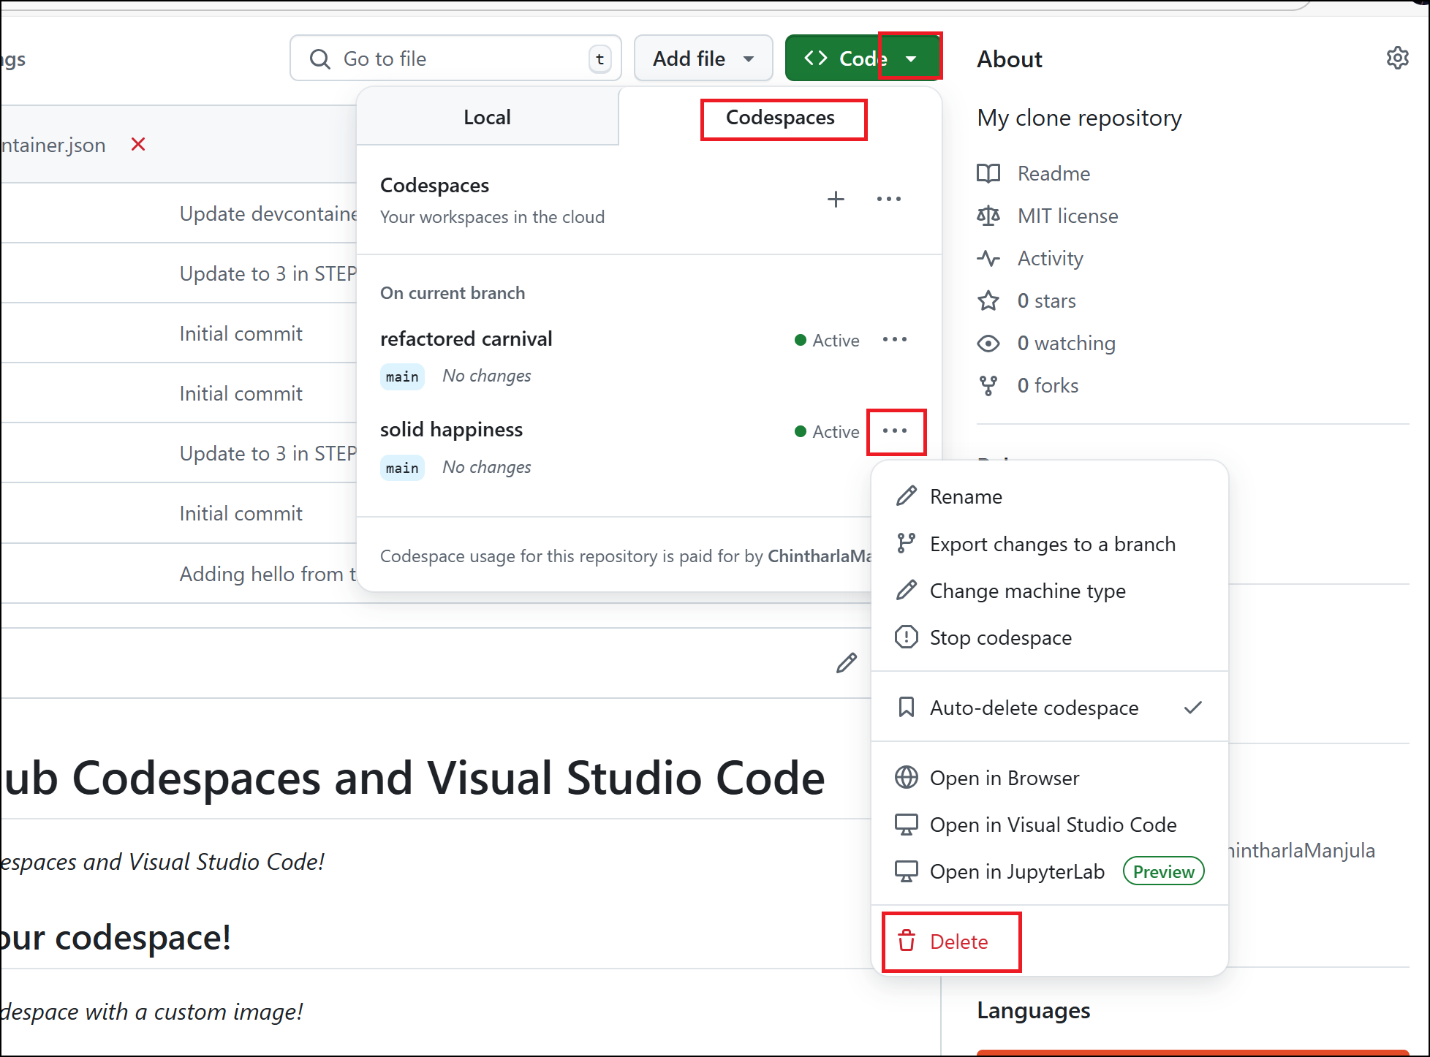 gs
Go to file
t
Add file
Code
About
Local
Codespaces
My clone repository
ntainer.json
Codespaces
Your workspaces in the cloud
Readme
MIT license
Activity
0 stars
0 watching
0 forks
Update devcontaine
Update to 3 in STEP
Initial commit
Initial commit
Update to 3 in STEP
Initial commit
Adding hello from t
On current branch
refactored carnival
Active
main
No changes
solid happiness
Active
main
No changes
Codespace usage for this repository is paid for by ChintharlaMa
Rename
Export changes to a branch
Change machine type
Stop codespace
Auto-delete codespace
Open in Browser
Open in Visual Studio Code
Open in JupyterLab Preview
Delete
ub Codespaces and Visual Studio Code
espaces and Visual Studio Code!
our codespace!
despace with a custom image!
hintharlaManjula
Languages